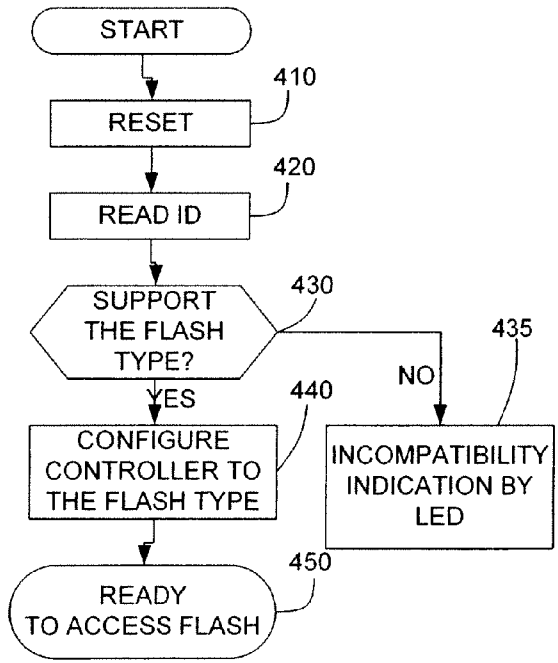 START
410
RESET
420
READ ID
430
SUPPORT
THE FLASH
TYPE?
435
NO
YES
440
CONFIGURE
CONTROLLER TO
THE FLASH TYPE
INCOMPATIBILITY
INDICATION BY
LED
450
READY
TO ACCESS FLASH